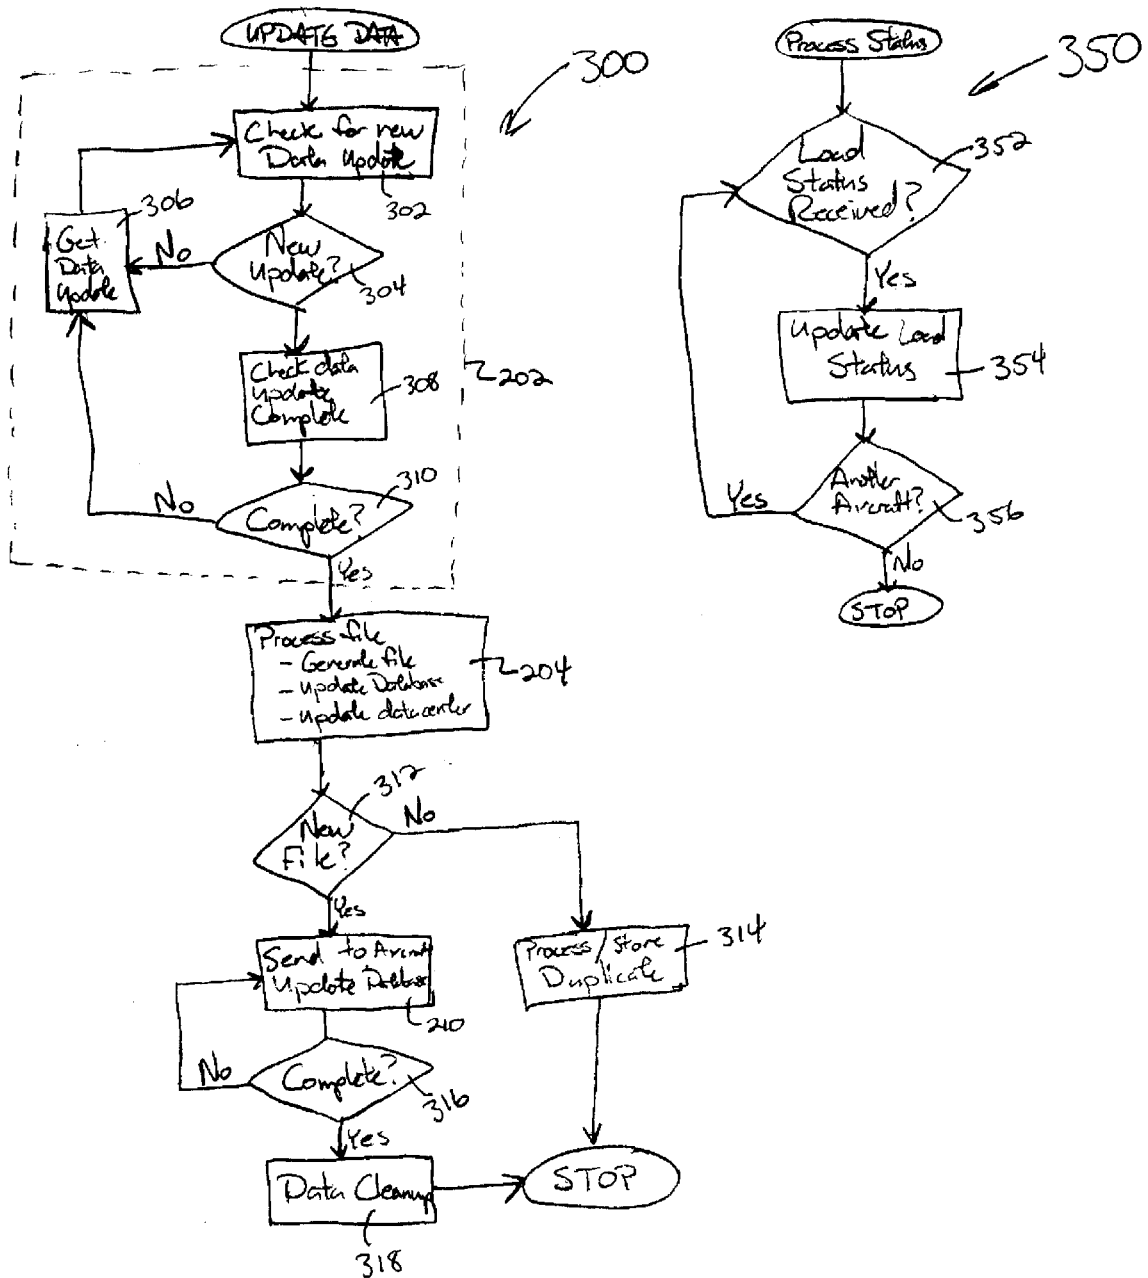 UPDATE DATA
300
Check for new
Data Update
302
306
Get
Data
Update
No
New
Update?
304
Check data
Update
Complete
308
202
310
No
Complete?
Yes
Process file
- Generate file
- Update Database
- Update datacenter
204
312
New
File?
No
Yes
Send to Aircraft
Update Database
210
Process/Store
Duplicate
314
No
Complete?
316
Yes
Data Cleanup
318
STOP
Process Status
350
Load
Status
Received?
352
Yes
Update Load
Status
354
Another
Aircraft?
356
Yes
No
STOP